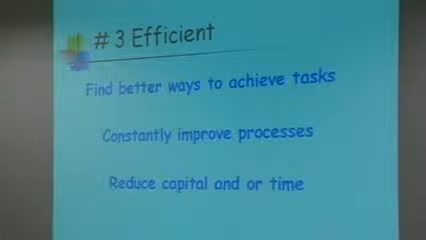 # 3 Efficient
Find better ways to achieve tasks
Constantly improve processes
Reduce capital and or time